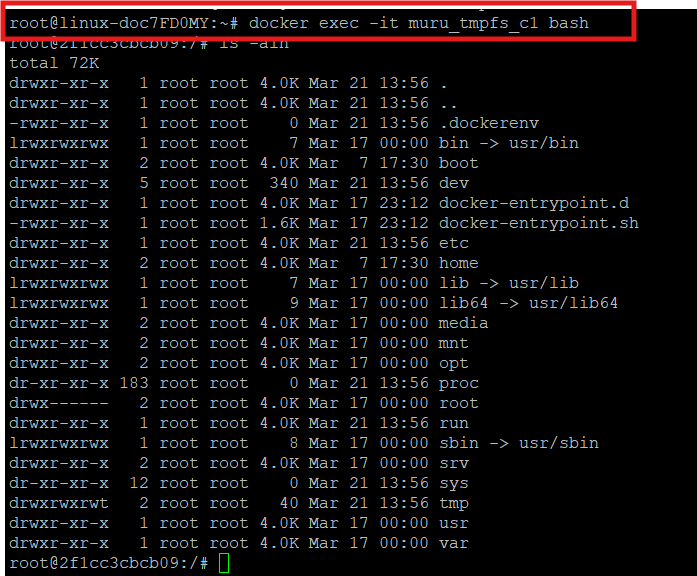 root@linux-doc7FD0MY:~# docker exec -it muru_tmpfs_c1 bash
root@2f1cc3cbcb09:/# ls -alh
total 72K
drwxr-xr-x   1 root root 4.0K Mar 21 13:56 .
drwxr-xr-x   1 root root 4.0K Mar 21 13:56 ..
-rwxr-xr-x   1 root root    0 Mar 21 13:56 .dockerenv
lrwxrwxrwx   1 root root    7 Mar 17 00:00 bin -> usr/bin
drwxr-xr-x   2 root root 4.0K Mar  7 17:30 boot
drwxr-xr-x   5 root root  340 Mar 21 13:56 dev
drwxr-xr-x   1 root root 4.0K Mar 17 23:12 docker-entrypoint.d
-rwxr-xr-x   1 root root 1.6K Mar 17 23:12 docker-entrypoint.sh
drwxr-xr-x   1 root root 4.0K Mar 21 13:56 etc
drwxr-xr-x   2 root root 4.0K Mar  7 17:30 home
lrwxrwxrwx   1 root root    7 Mar 17 00:00 lib -> usr/lib
lrwxrwxrwx   1 root root    9 Mar 17 00:00 lib64 -> usr/lib64
drwxr-xr-x   2 root root 4.0K Mar 17 00:00 media
drwxr-xr-x   2 root root 4.0K Mar 17 00:00 mnt
drwxr-xr-x   2 root root 4.0K Mar 17 00:00 opt
dr-xr-xr-x 183 root root    0 Mar 21 13:56 proc
drwx------   2 root root 4.0K Mar 17 00:00 root
drwxr-xr-x   1 root root 4.0K Mar 21 13:56 run
lrwxrwxrwx   1 root root    8 Mar 17 00:00 sbin -> usr/sbin
drwxr-xr-x   2 root root 4.0K Mar 17 00:00 srv
dr-xr-xr-x  12 root root    0 Mar 21 13:56 sys
drwxrwxrwt   2 root root   40 Mar 21 13:56 tmp
drwxr-xr-x   1 root root 4.0K Mar 17 00:00 usr
drwxr-xr-x   1 root root 4.0K Mar 17 00:00 var
root@2f1cc3cbcb09:/#